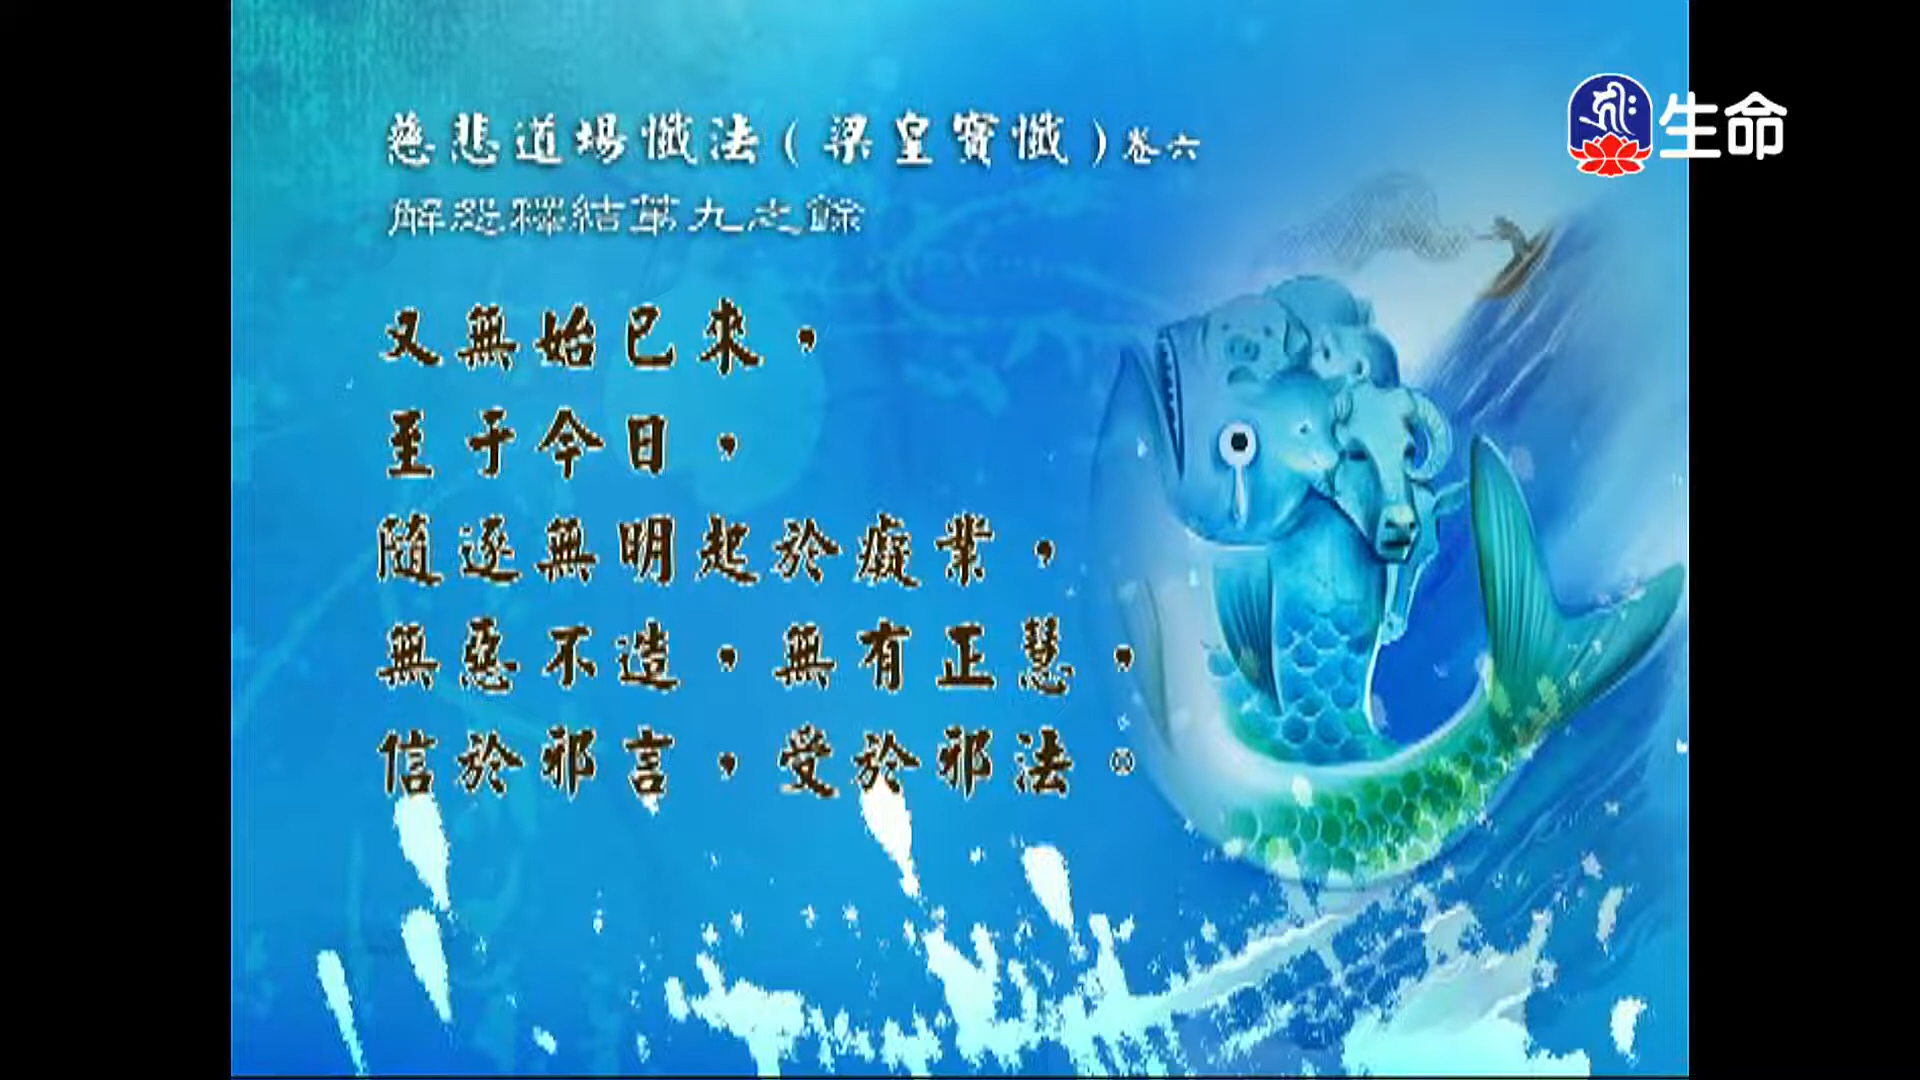 慈悲道場懺法(梁皇寶懺)卷六
解怨釋結第九之餘
又無始已來，
至于今日，
隨逐無明起於癡業，
無惡不造，無有正慧，
信於邪言，受於邪法。
生命